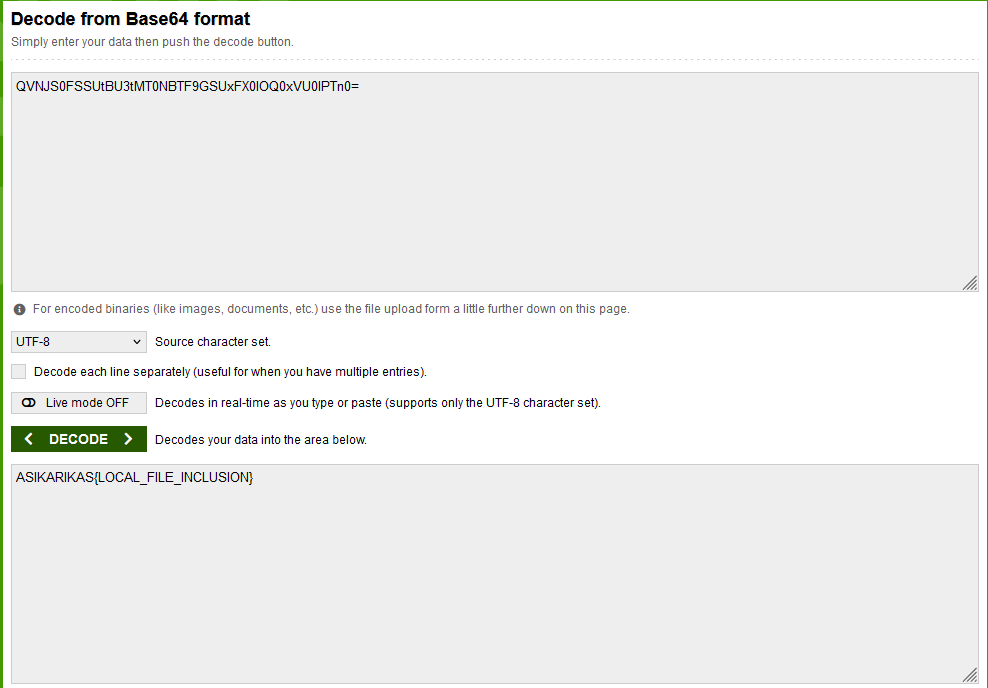 Decode from Base64 format
Simply enter your data then push the decode button.
QVNJS0FSSUtBU3tMT0NBTF9GSUxFX0lOQ0xVU0lPTn0=
For encoded binaries (like images, documents, etc.) use the file upload form a little further down on this page.
UTF-8 Source character set.
Decode each line separately (useful for when you have multiple entries).
Live mode OFF Decodes in real-time as you type or paste (supports only the UTF-8 character set).
< DECODE > Decodes your data into the area below.
ASIKARIKAS{LOCAL_FILE_INCLUSION}